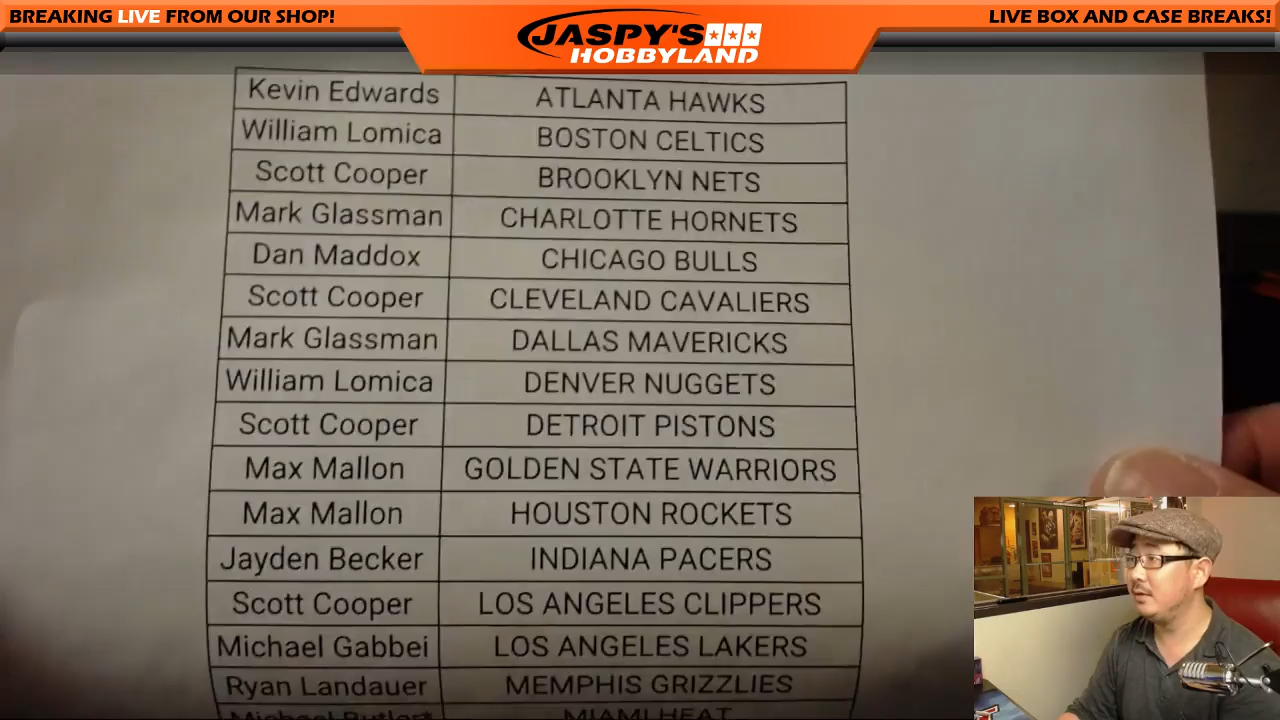 BREAKING LIVE FROM OUR SHOP!
JASPY'S
HOBBYLAND
LIVE BOX AND CASE BREAKS!
Kevin Edwards ATLANTA HAWKS
William Lomica BOSTON CELTICS
Scott Cooper BROOKLYN NETS
Mark Glassman CHARLOTTE HORNETS
Dan Maddox CHICAGO BULLS
Scott Cooper CLEVELAND CAVALIERS
Mark Glassman DALLAS MAVERICKS
William Lomica DENVER NUGGETS
Scott Cooper DETROIT PISTONS
Max Mallon GOLDEN STATE WARRIORS
Max Mallon HOUSTON ROCKETS
Jayden Becker INDIANA PACERS
Scott Cooper LOS ANGELES CLIPPERS
Michael Gabbei LOS ANGELES LAKERS
Ryan Landauer MEMPHIS GRIZZLIES
Michael MIAMI HEAT